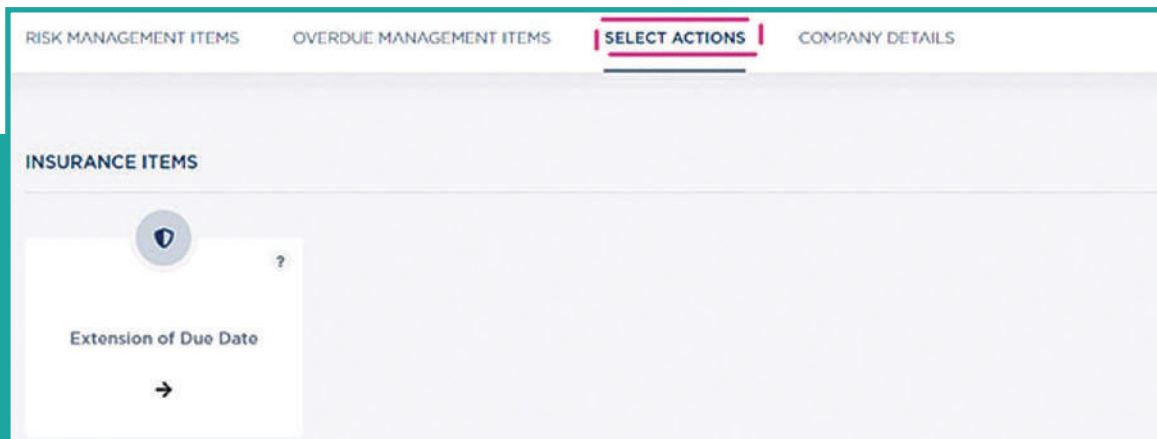 RISK MANAGEMENT ITEMS OVERDUE MANAGEMENT ITEMS SELECT ACTIONS COMPANY DETAILS
INSURANCE ITEMS
?
Extension of Due Date